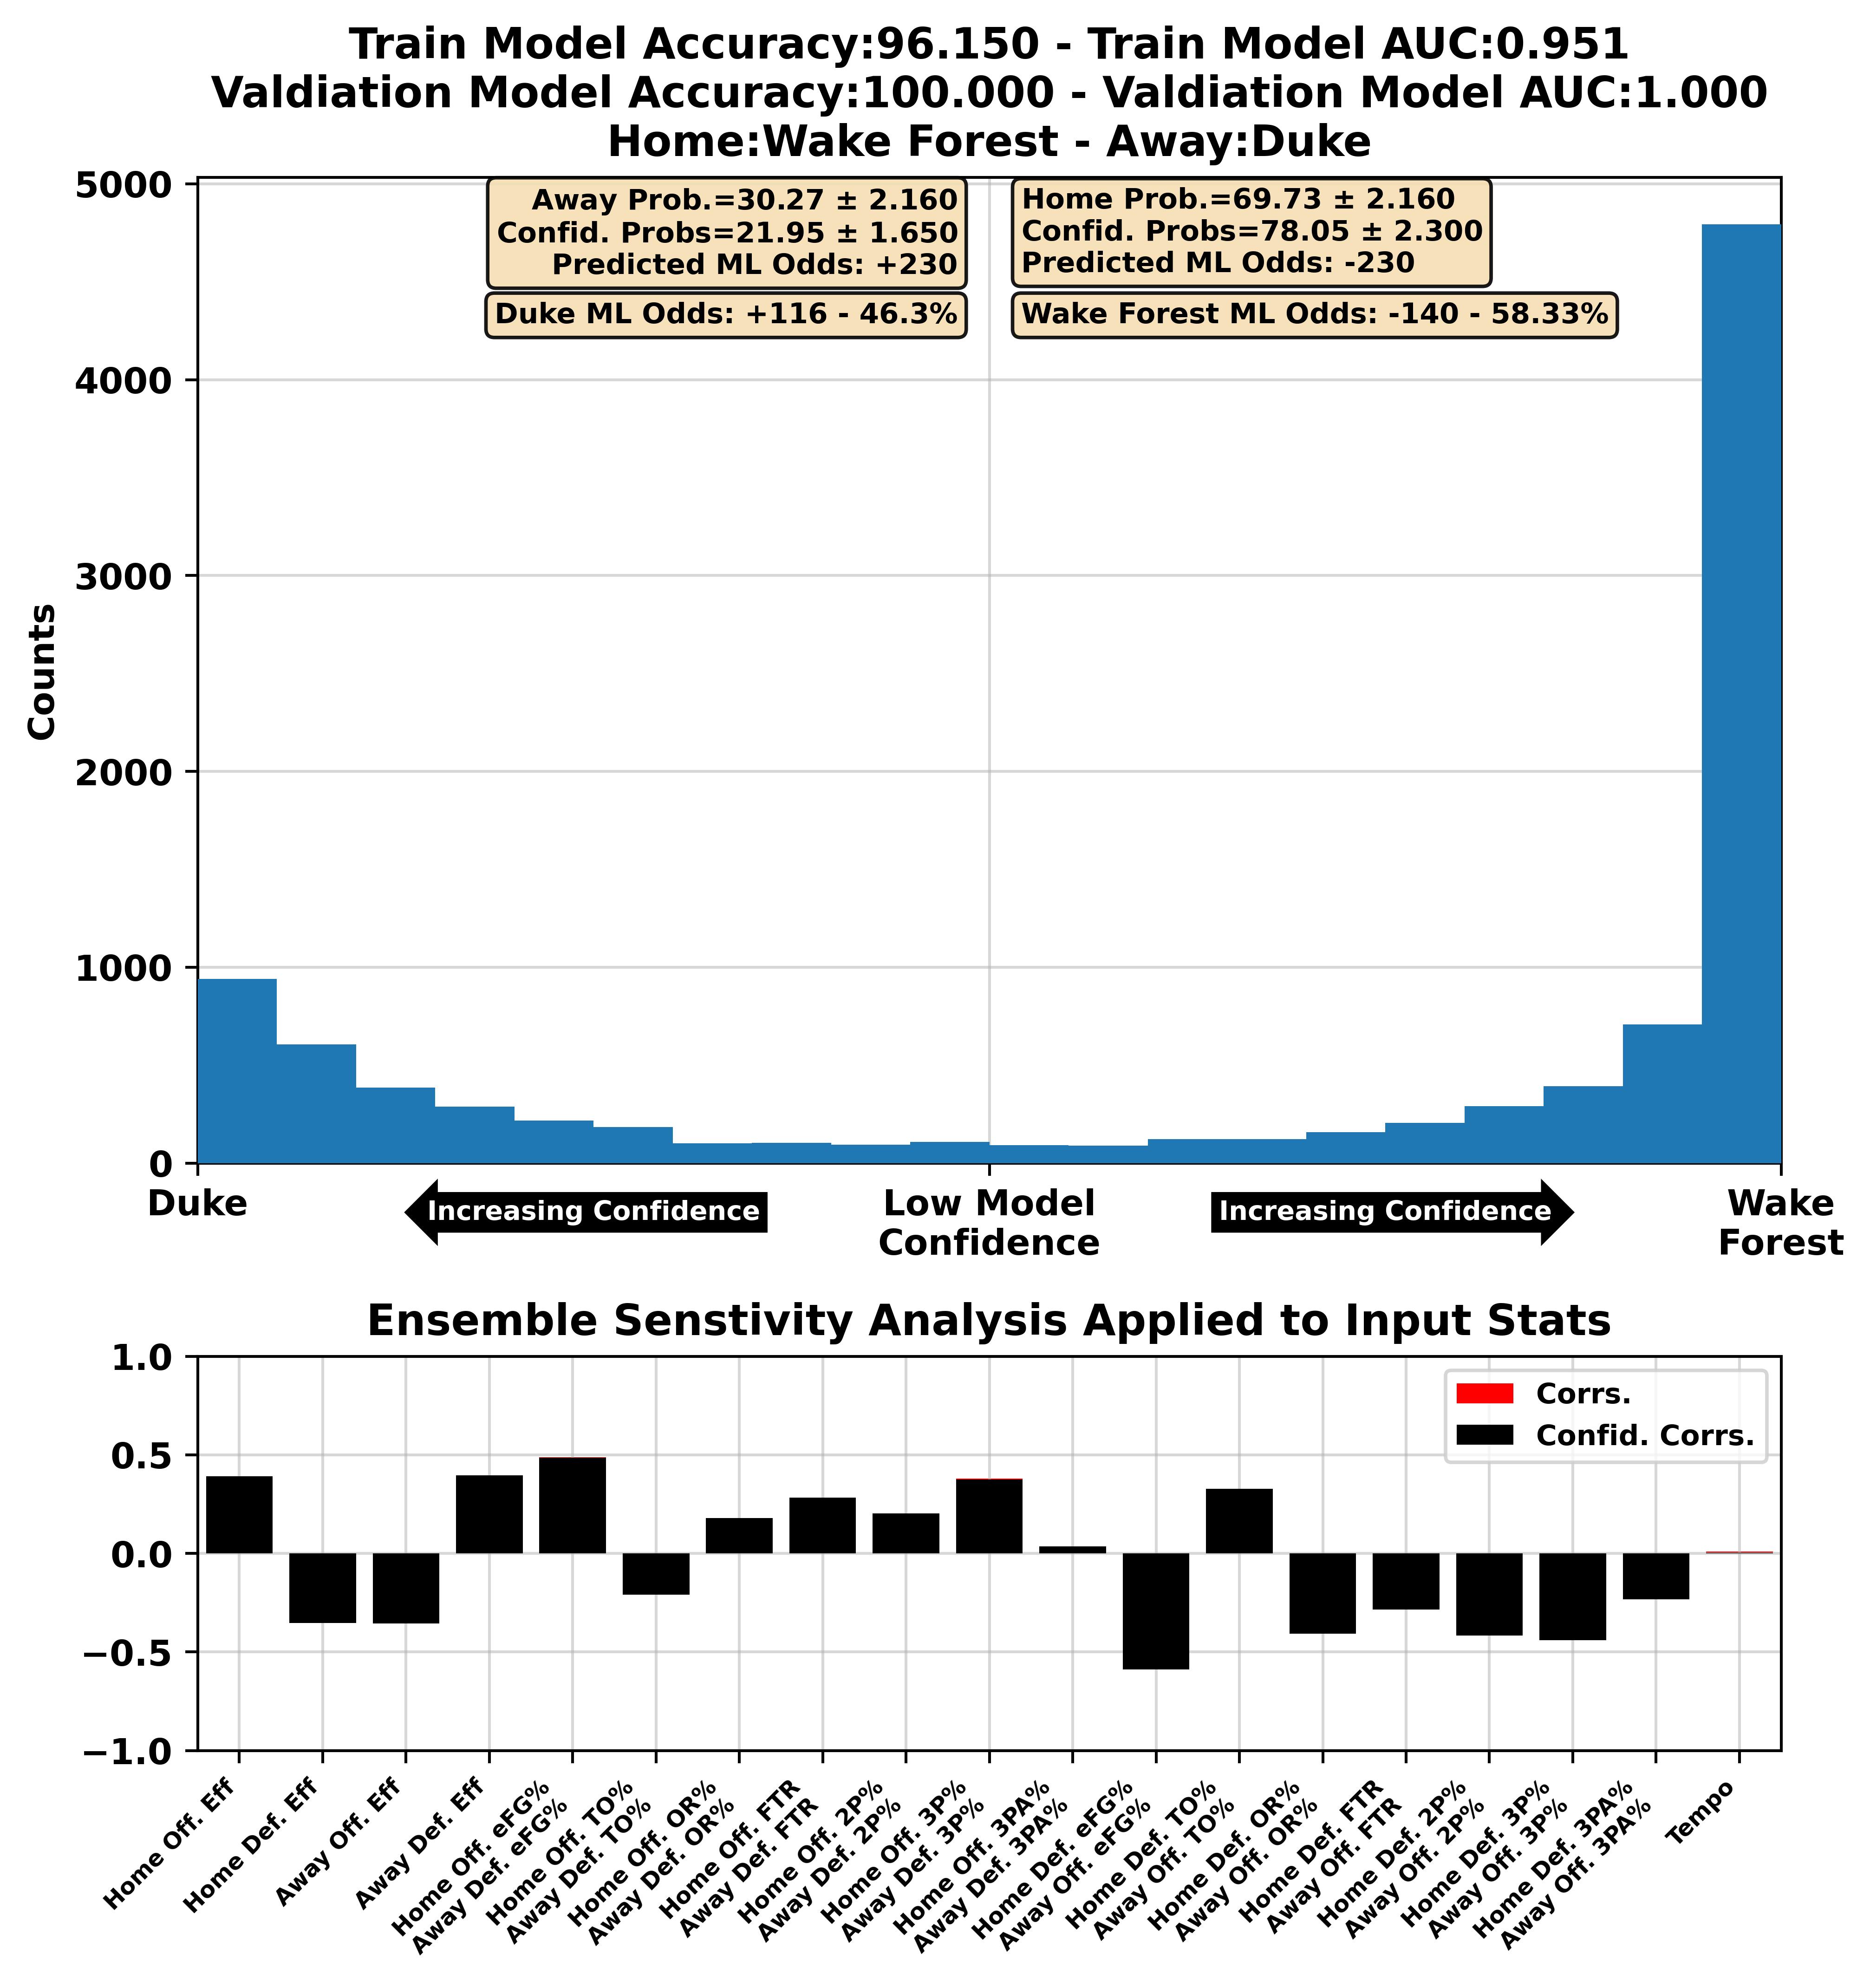 Train Model Accuracy:96.150 - Train Model AUC:0.951
Valdiation Model Accuracy:100.000 - Valdiation Model AUC:1.000
Home:Wake Forest - Away:Duke
Away Prob.=30.27 ± 2.160
Confid. Probs=21.95 ± 1.650
Predicted ML Odds: +230
Duke ML Odds: +116 - 46.3%
Home Prob.=69.73 ± 2.160
Confid. Probs=78.05 ± 2.300
Predicted ML Odds: -230
Wake Forest ML Odds: -140 - 58.33%
5000
4000
3000
2000
1000
0
Counts
Duke
Increasing Confidence
Low Model
Confidence
Increasing Confidence
Wake
Forest
Ensemble Senstivity Analysis Applied to Input Stats
1.0
0.5
0.0
−0.5
−1.0
Corrs.
Confid. Corrs.
Home Off. Eff
Home Def. Eff
Away Off. Eff
Away Def. Eff
Home Off. eFG%
Away Def. eFG%
Home Off. TO%
Away Def. TO%
Home Off. OR%
Away Def. OR%
Home Off. FTR
Away Def. FTR
Home Off. 2P%
Away Def. 2P%
Home Off. 3P%
Away Def. 3P%
Home Off. 3PA%
Away Def. 3PA%
Home Def. eFG%
Away Off. eFG%
Home Def. TO%
Away Off. TO%
Home Def. OR%
Away Off. OR%
Home Def. FTR
Away Off. FTR
Home Def. 2P%
Away Off. 2P%
Home Def. 3P%
Away Off. 3P%
Home Def. 3PA%
Away Off. 3PA%
Tempo